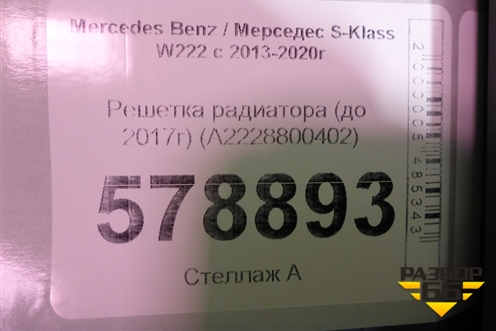 Mercedes Benz / Мерседес S-Klass
W222 с 2013-2020г
Решетка радиатора (до
2017г) (A2228800402)
578893
Стеллаж А
2000005485343
РАЗБОР
66